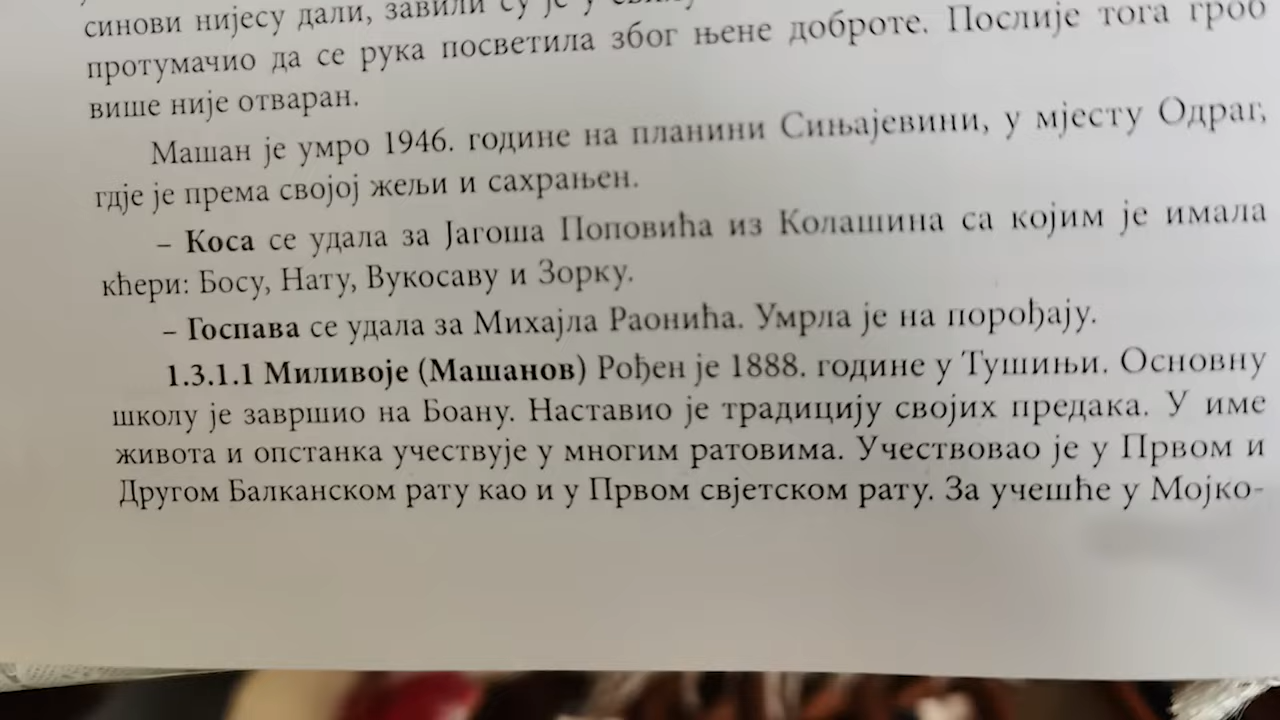 синови нијесу дали, завили су је у
протумачио да се рука посветила због њене доброте. Послије тога гроб
више није отваран.
Машан је умро 1946. године на планини Сињајевини, у мјесту Одраг,
гдје је према својој жељи и сахрањен.
– Коса се удала за Јагоша Поповића из Колашина са којим је имала
кћери: Босу, Нату, Вукосаву и Зорку.
– Госпава се удала за Михајла Раонића. Умрла је на порођају.
1.3.1.1 Миливоје (Машанов) Рођен је 1888. године у Тушињи. Основну
школу је завршио на Боану. Наставио је традицију својих предака. У име
живота и опстанка учествује у многим ратовима. Учествовао је у Првом и
Другом Балканском рату као и у Првом свјетском рату. За учешће у Мојко-